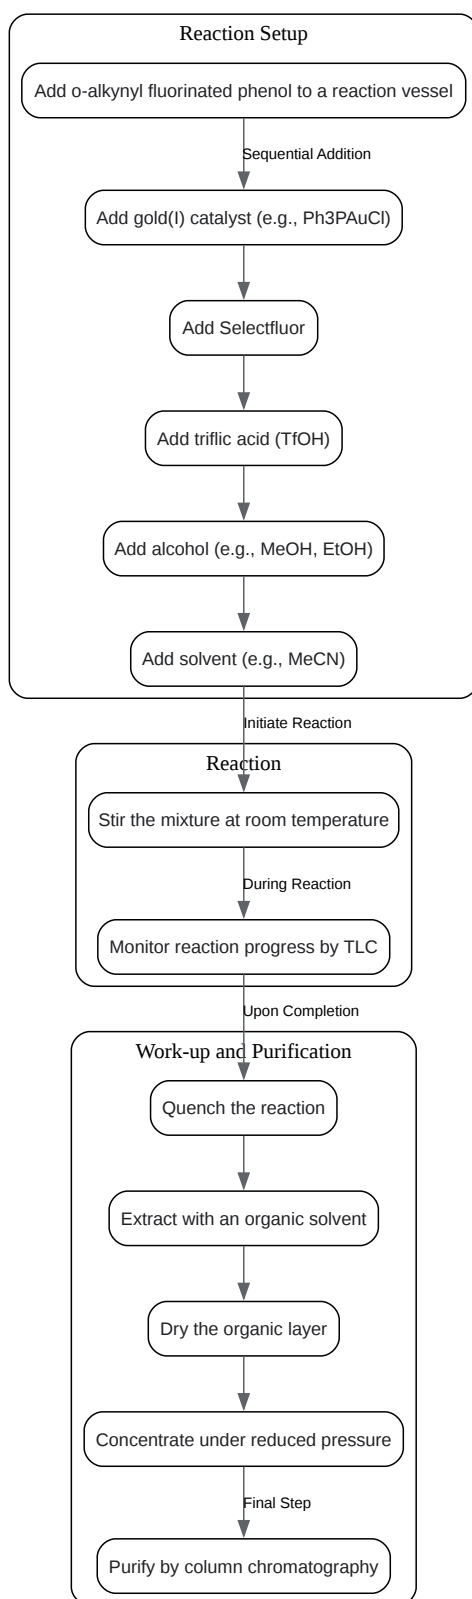 Reaction Setup
Add o-alkynyl fluorinated phenol to a reaction vessel
Sequential Addition
Add gold(I) catalyst (e.g., Ph3PAuCl)
Add Selectfluor
Add triflic acid (TfOH)
Add alcohol (e.g., MeOH, EtOH)
Add solvent (e.g., MeCN)
Initiate Reaction
Reaction
Stir the mixture at room temperature
During Reaction
Monitor reaction progress by TLC
Upon Completion
Work-up and Purification
Quench the reaction
Extract with an organic solvent
Dry the organic layer
Concentrate under reduced pressure
Final Step
Purify by column chromatography